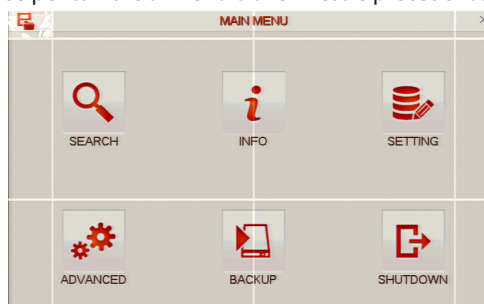 MAIN MENU
SEARCH
INFO
SETTING
ADVANCED
BACKUP
SHUTDOWN